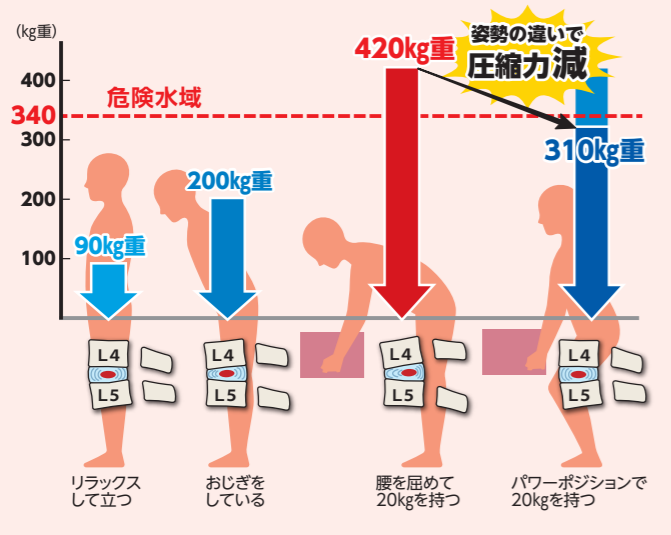 (kg重)
400
340
300
200
100
危険水域
90kg重
200kg重
420kg重
姿勢の違いで
圧縮力減
310kg重
L4
L5
L4
L5
L4
L5
L4
L5
リラックス
して立つ
おじぎを
している
腰を屈めて
20kgを持つ
パワーポジションで
20kgを持つ